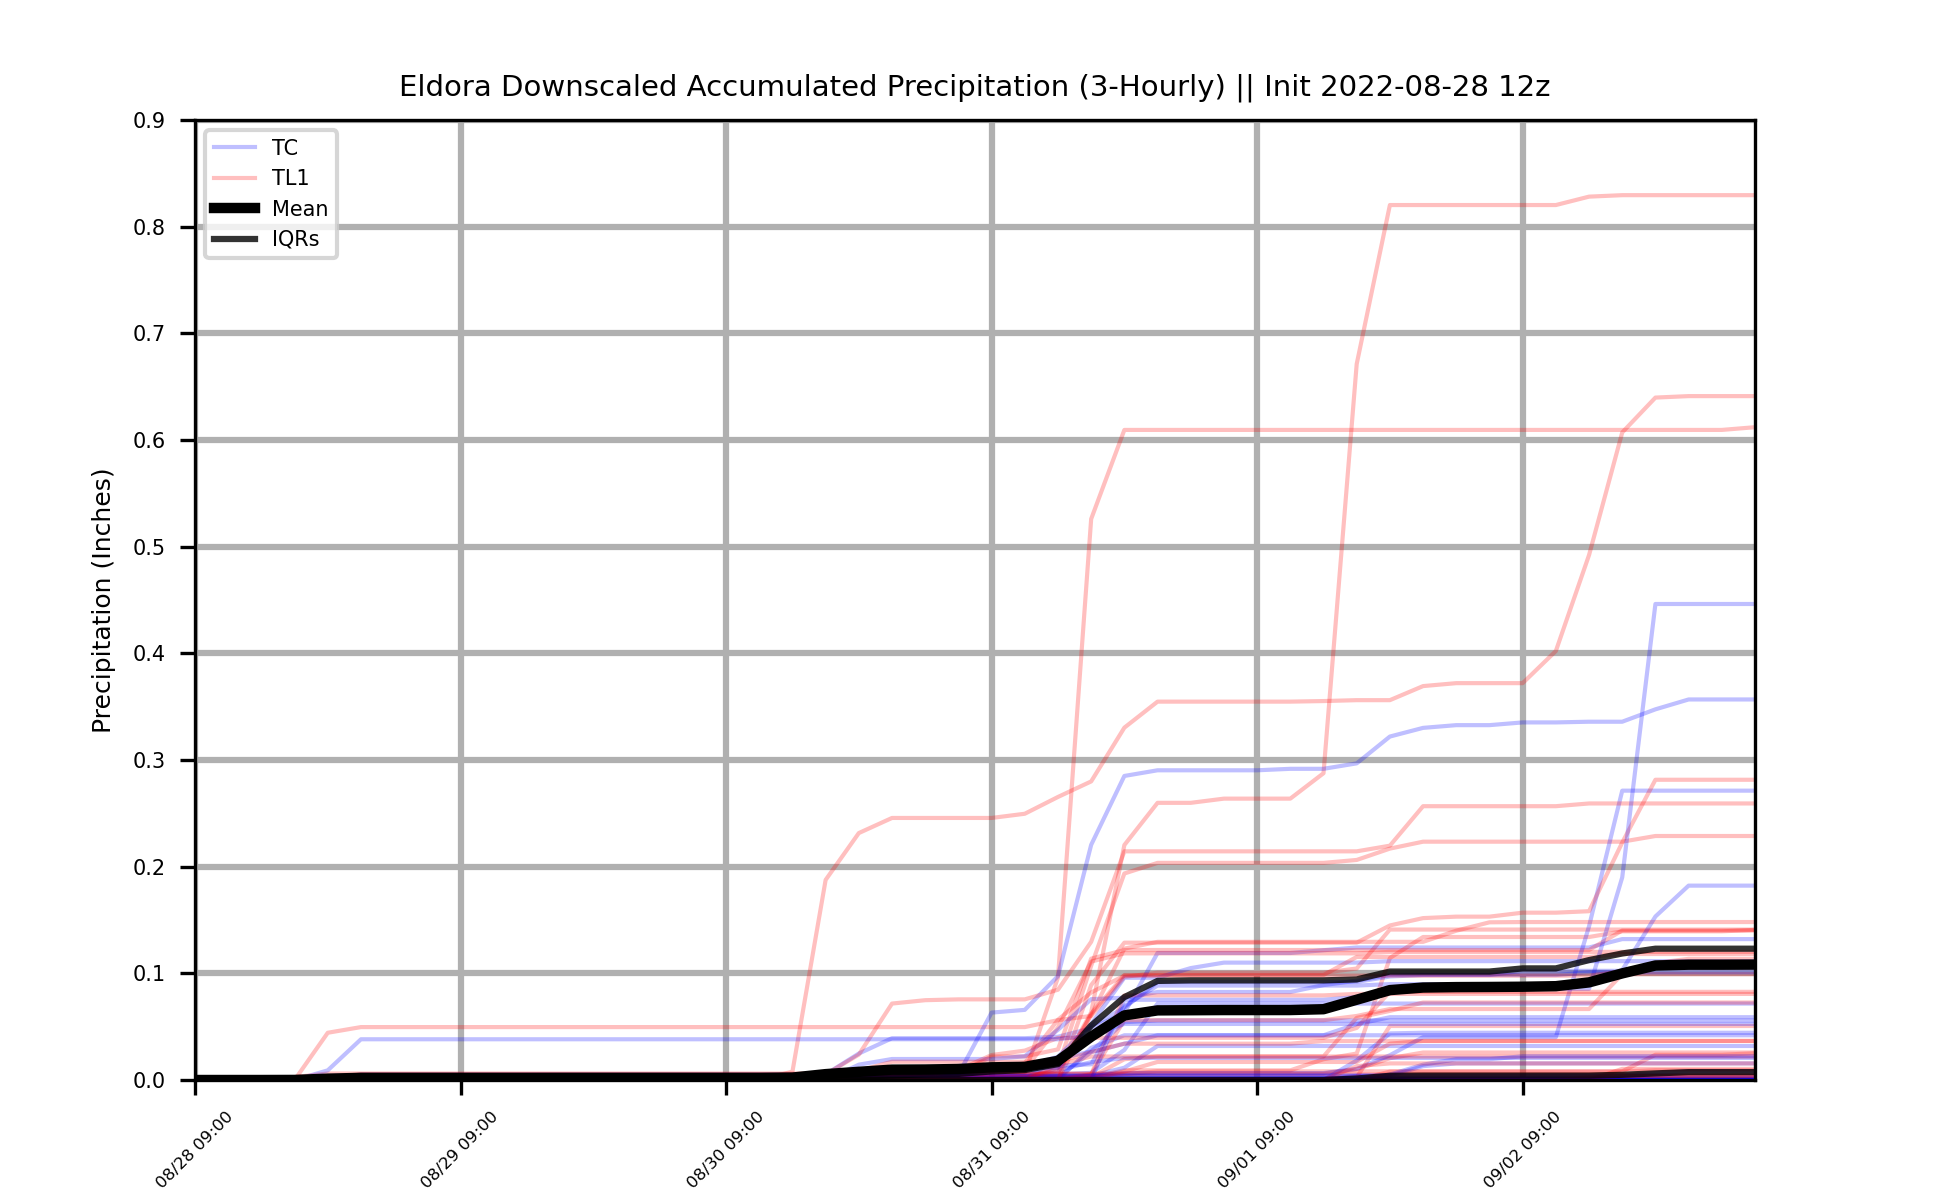 Eldora Downscaled Accumulated Precipitation (3-Hourly) || Init 2022-08-28 12z
TC
TL1
Mean
IQRs
Precipitation (Inches)
0.9
0.8
0.7
0.6
0.5
0.4
0.3
0.2
0.1
0.0
08/28 09:00
08/29 09:00
08/30 09:00
08/31 09:00
09/01 09:00
09/02 09:00